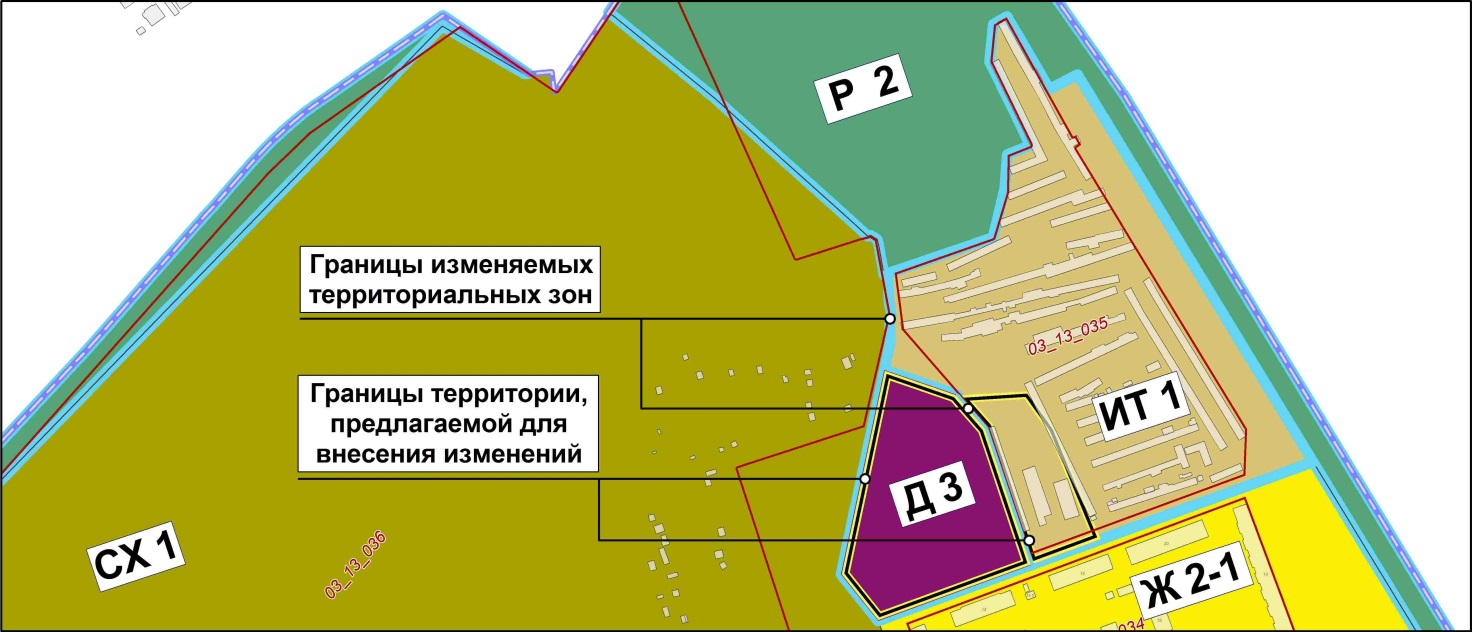 Р 2
Границы изменяемых
территориальных зон
03_13_035
Границы территории,
предлагаемой для
внесения изменений
ИТ 1
Д 3
СХ 1
03_13_036
Ж 2-1
034